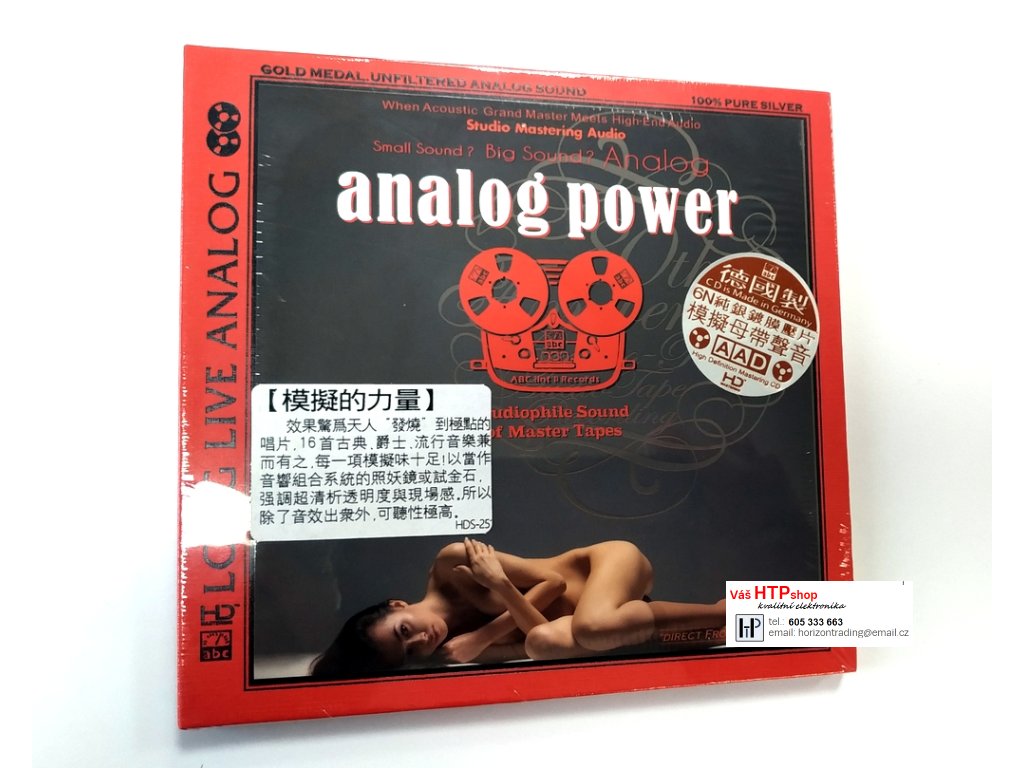 GOLD MEDAL.UNFILTERED ANALOG SOUND
100% PURE SILVER
When Acoustic Grand Master Meets High-End Audio
Studio Mastering Audio
Small Sound? Big Sound? Analog
analog power
LIVE ANALOG
abc
德國製
CD is Made in Germany
6N純銀鍍膜壓片
模擬母帶聲音
AAD
High Definition Mastering CD
HD
ABC(int'l) Records
udiophile Sound
of Master Tapes
【模擬的力量】
效果驚爲天人“發燒”到極點的
唱片,16首古典、爵士、流行音樂兼
而有之,每一項模擬味十足!以當作
音響組合系統的照妖鏡或試金石,
强調超清析透明度與現場感。所以
除了音效出衆外,可聽性極高。
HDS-25
"DIRECT FRO
Váš HTPshop
kvalitní elektronika
HP
tel.: 605 333 663
email: horizontrading@email.cz
abc